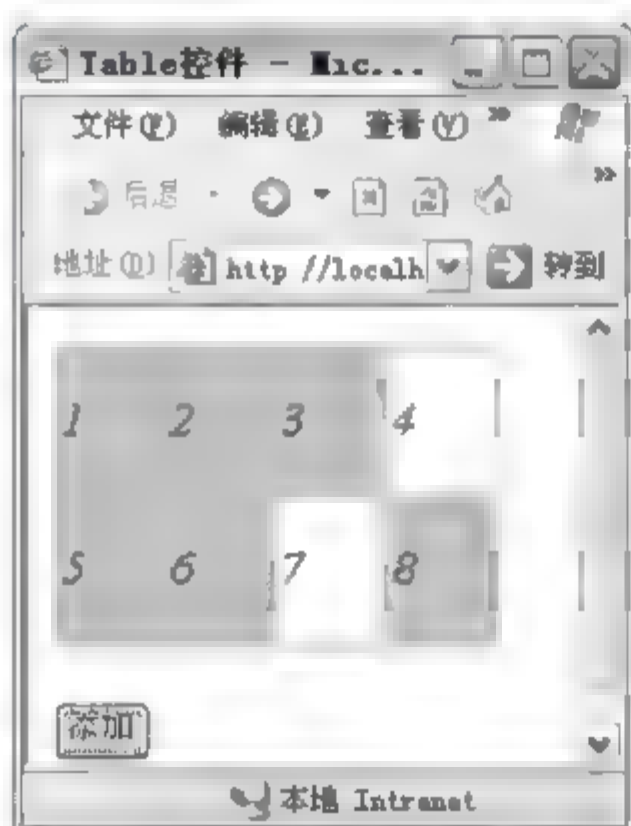 Table控件 - Mic...
文件(F) 编辑(E) 查看(V) »
后退 »
地址(D) http //localh 转到
1 2 3 4
5 6 7 8
添加
本地 Intranet